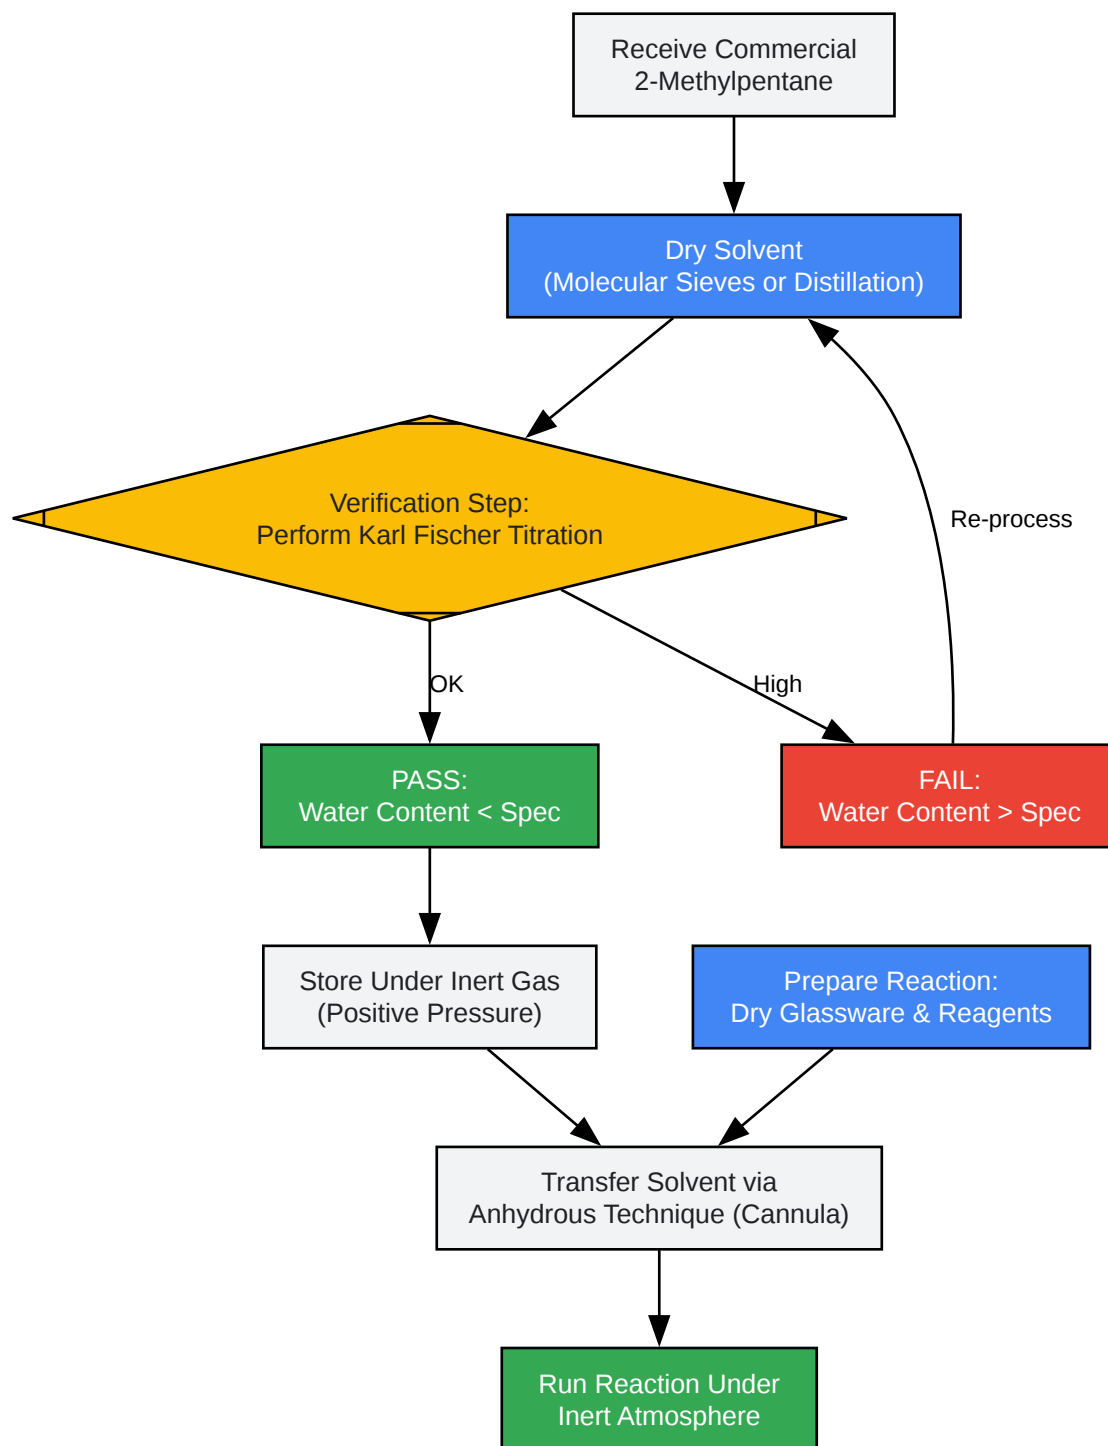 Receive Commercial
2-Methylpentane
Dry Solvent
(Molecular Sieves or Distillation)
Verification Step:
Perform Karl Fischer Titration
Re-process
OK
High
PASS:
Water Content < Spec
FAIL:
Water Content > Spec
Store Under Inert Gas
(Positive Pressure)
Prepare Reaction:
Dry Glassware & Reagents
Transfer Solvent via
Anhydrous Technique (Cannula)
Run Reaction Under
Inert Atmosphere